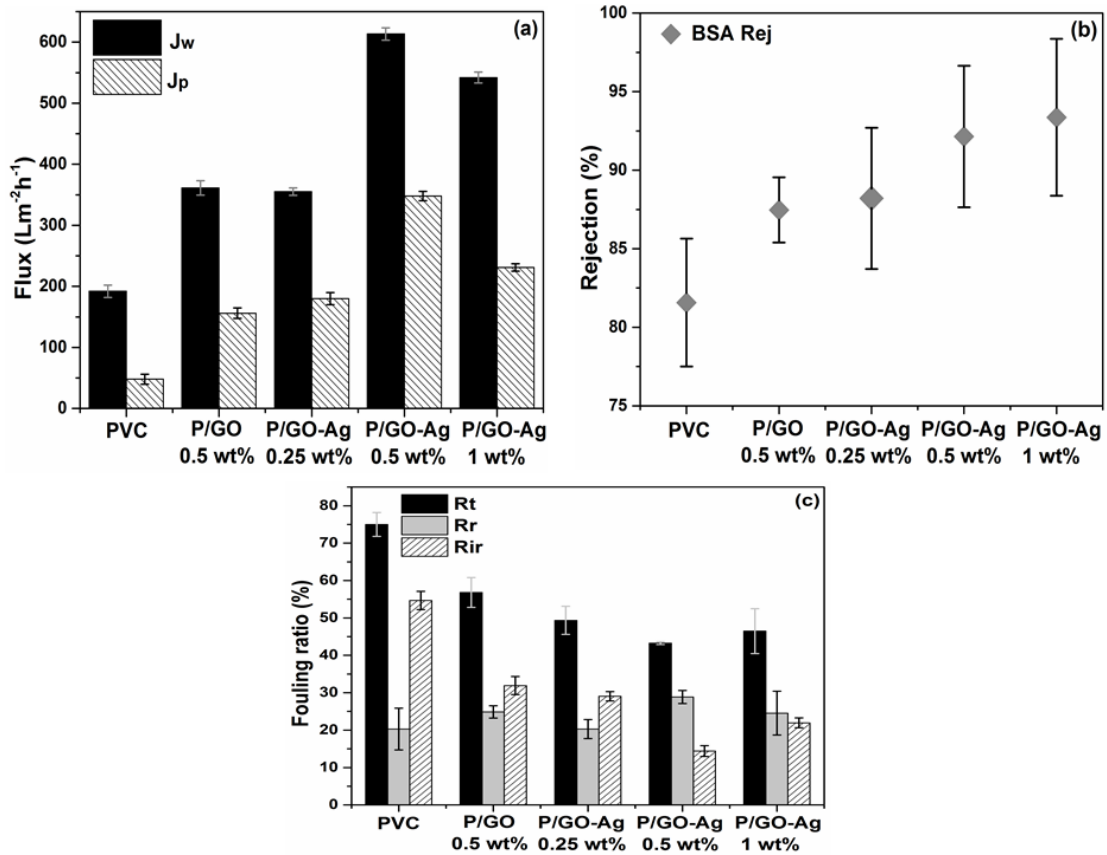 (a)
Jw
Jp
600
500
400
300
200
100
0
Flux (Lm-2h-1)
PVC
P/GO
0.5 wt%
P/GO-Ag
0.25 wt%
P/GO-Ag
0.5 wt%
P/GO-Ag
1 wt%
(b)
BSA Rej
100
95
90
85
80
75
Rejection (%)
PVC
P/GO
0.5 wt%
P/GO-Ag
0.25 wt%
P/GO-Ag
0.5 wt%
P/GO-Ag
1 wt%
(c)
Rt
Rr
Rir
80
70
60
50
40
30
20
10
0
Fouling ratio (%)
PVC
P/GO
0.5 wt%
P/GO-Ag
0.25 wt%
P/GO-Ag
0.5 wt%
P/GO-Ag
1 wt%